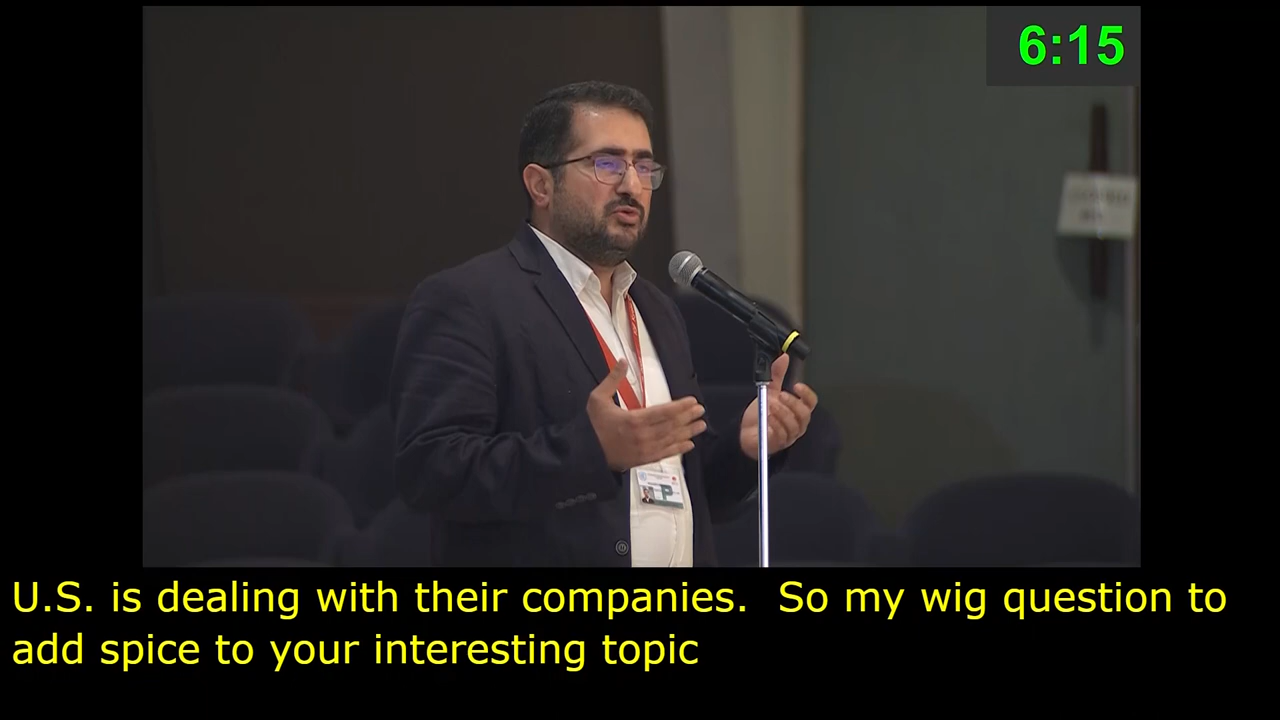 6:15
P
U.S. is dealing with their companies.  So my wig question to
add spice to your interesting topic